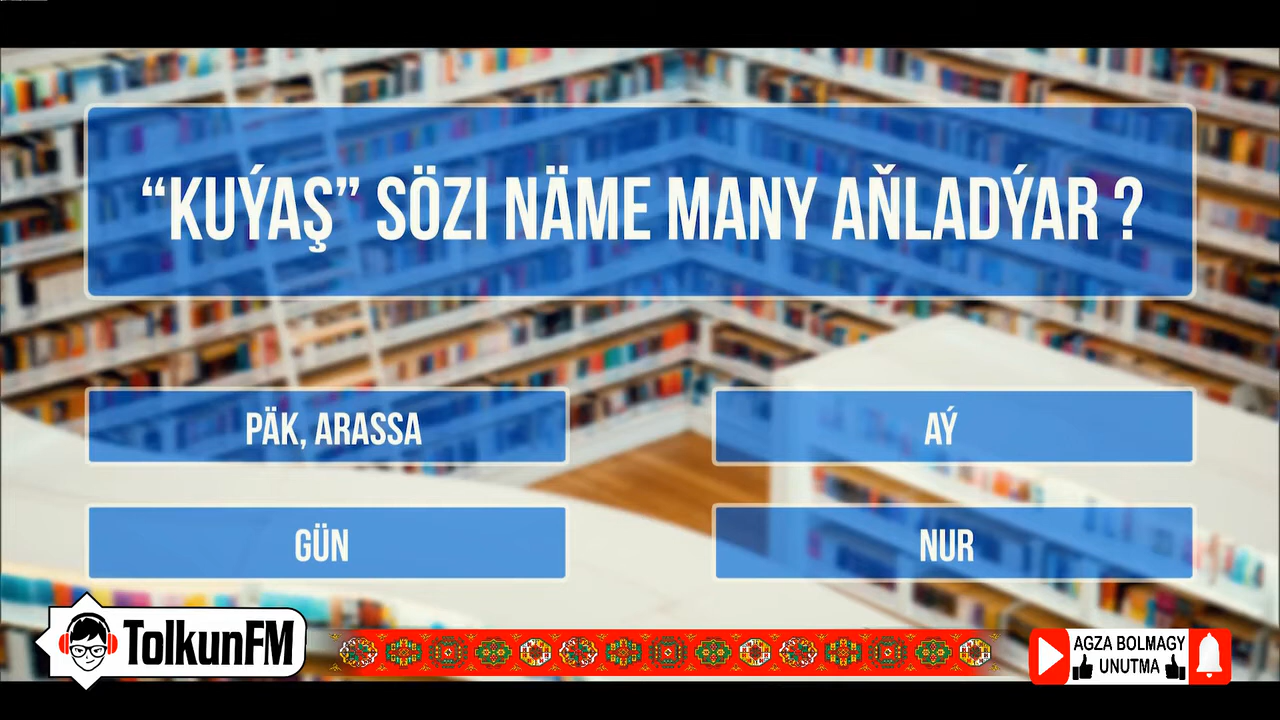 “KUÝAŞ” SÖZI NÄME MANY AŇLADÝAR ?
PÄK, ARASSA
AÝ
GÜN
NUR
TolkunFM
AGZA BOLMAGY
UNUTMA